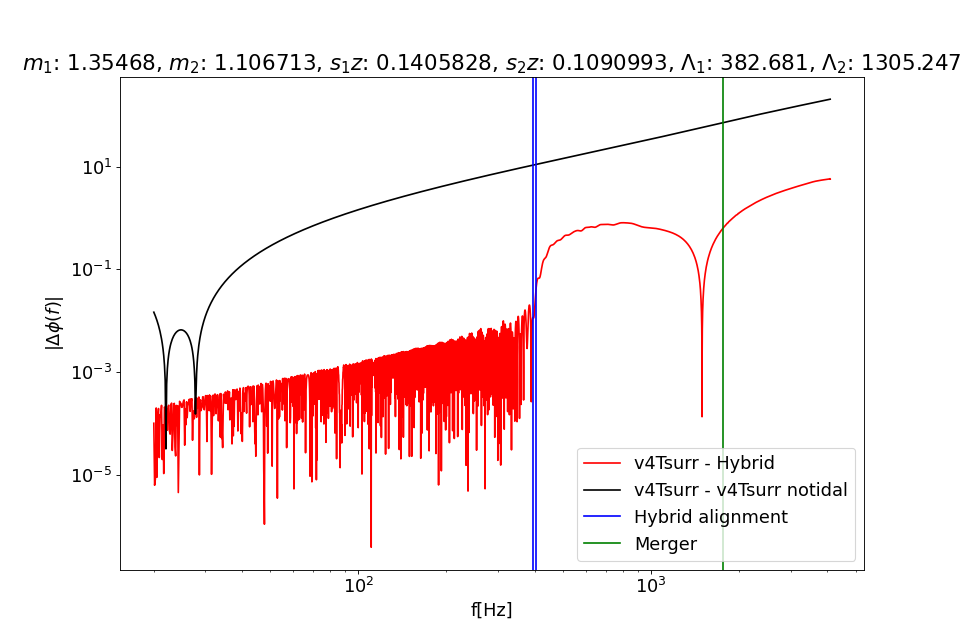 m₁: 1.35468, m₂: 1.106713, s₁z: 0.1405828, s₂z: 0.1090993, Λ₁: 382.681, Λ₂: 1305.247
|Δϕ(f)|
10¹
10⁻¹
10⁻³
10⁻⁵
v4Tsurr - Hybrid
v4Tsurr - v4Tsurr notidal
Hybrid alignment
Merger
10²
10³
f[Hz]